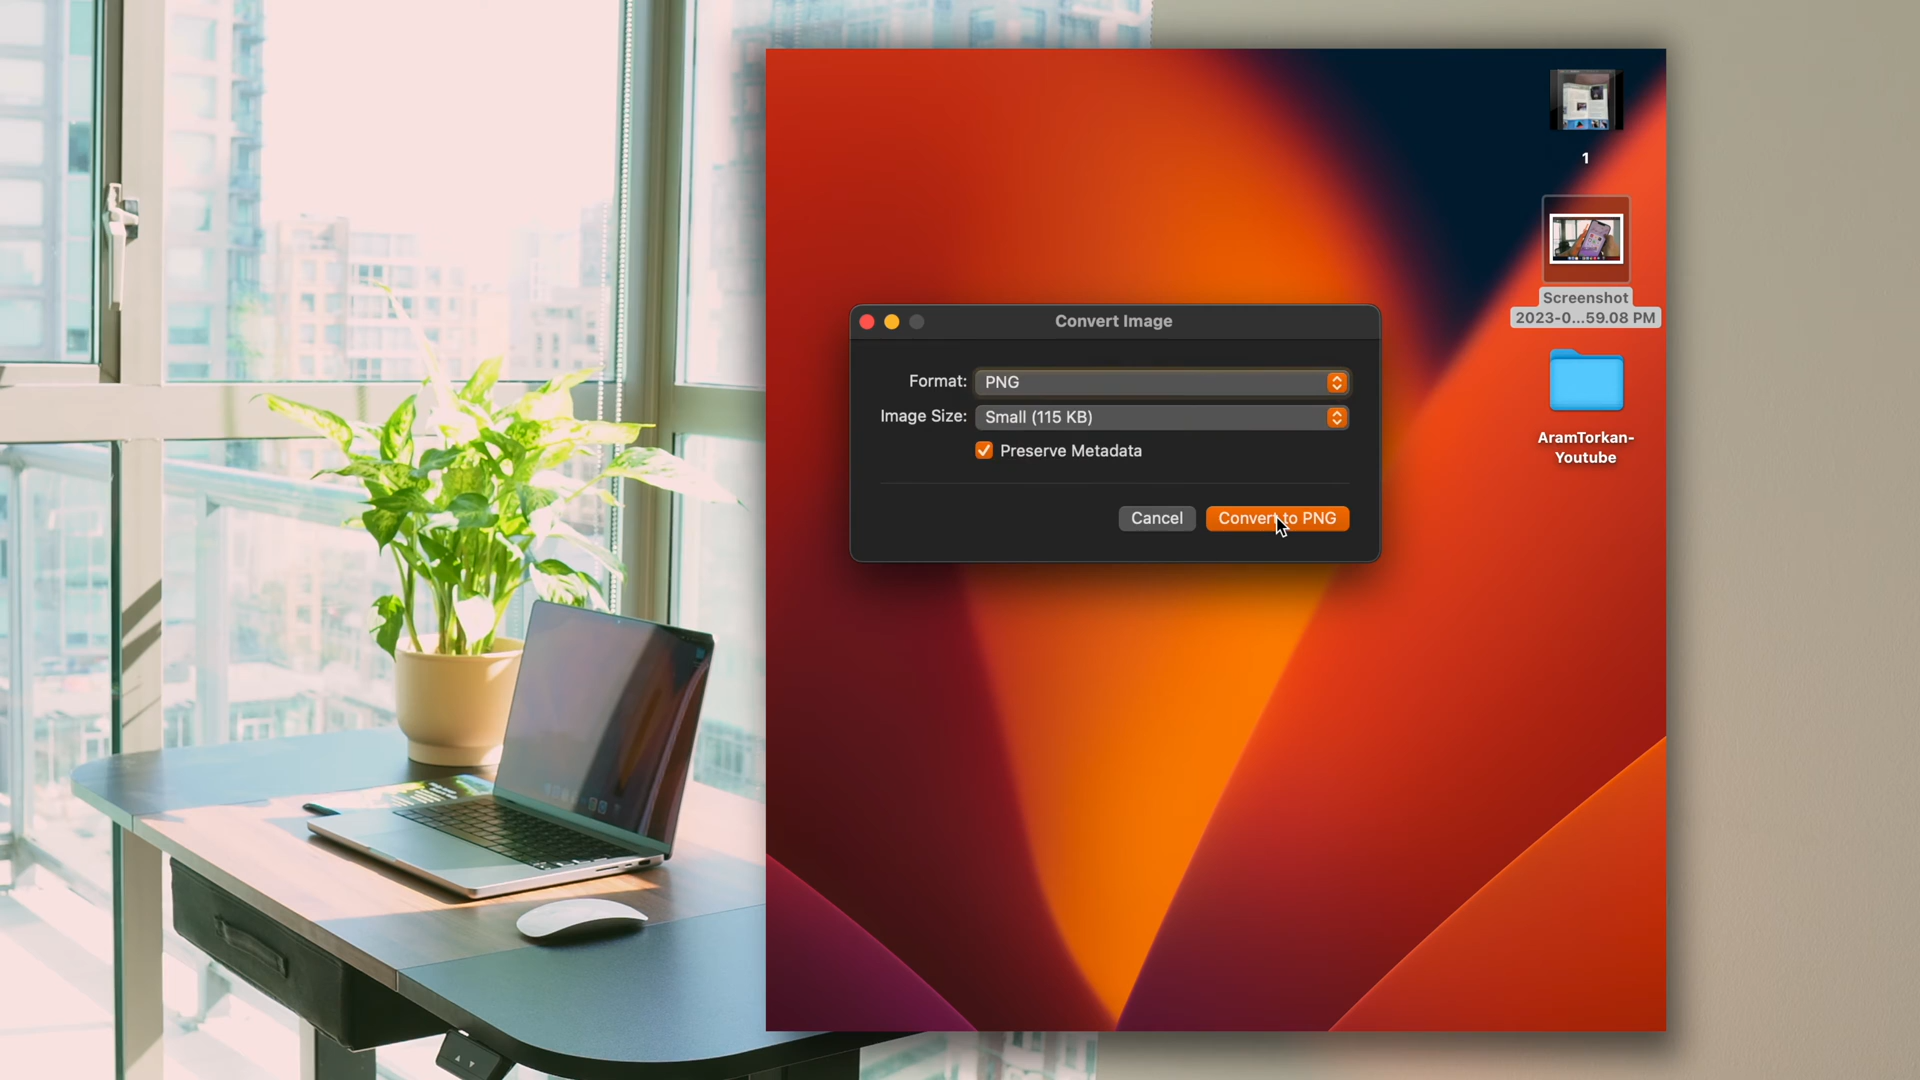 1
Screenshot
2023-0...59.08 PM
AramTorkan-
Youtube
Convert Image
Format: PNG
Image Size: Small (115 KB)
Preserve Metadata
Cancel
Convert to PNG